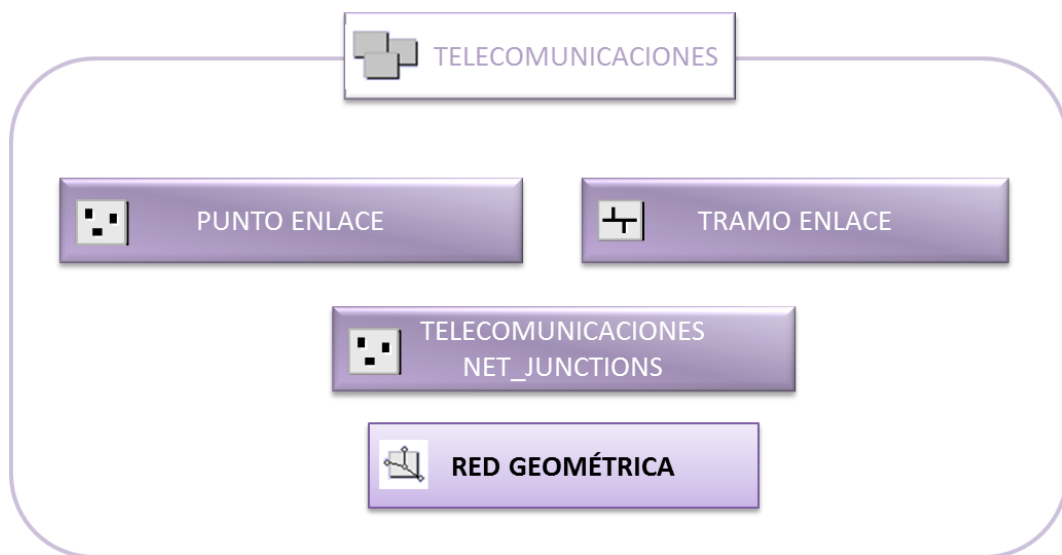 TELECOMUNICACIONES
PUNTO ENLACE
TRAMO ENLACE
TELECOMUNICACIONES
NET_JUNCTIONS
RED GEOMÉTRICA